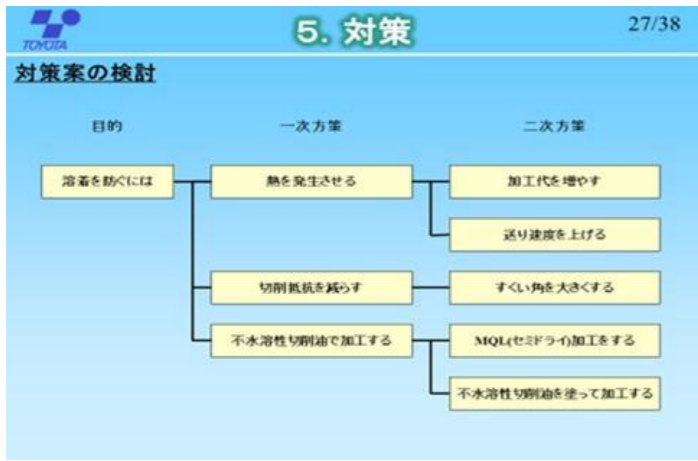 TOYOTA
5. 対策
27/38
対策案の検討
目的
一次方策
二次方策
溶着を防ぐには
熱を発生させる
加工代を増やす
送り速度を上げる
切削抵抗を減らす
すくい角を大きくする
不水溶性切削油で加工する
MQL(セミドライ)加工をする
不水溶性切削油を塗って加工する